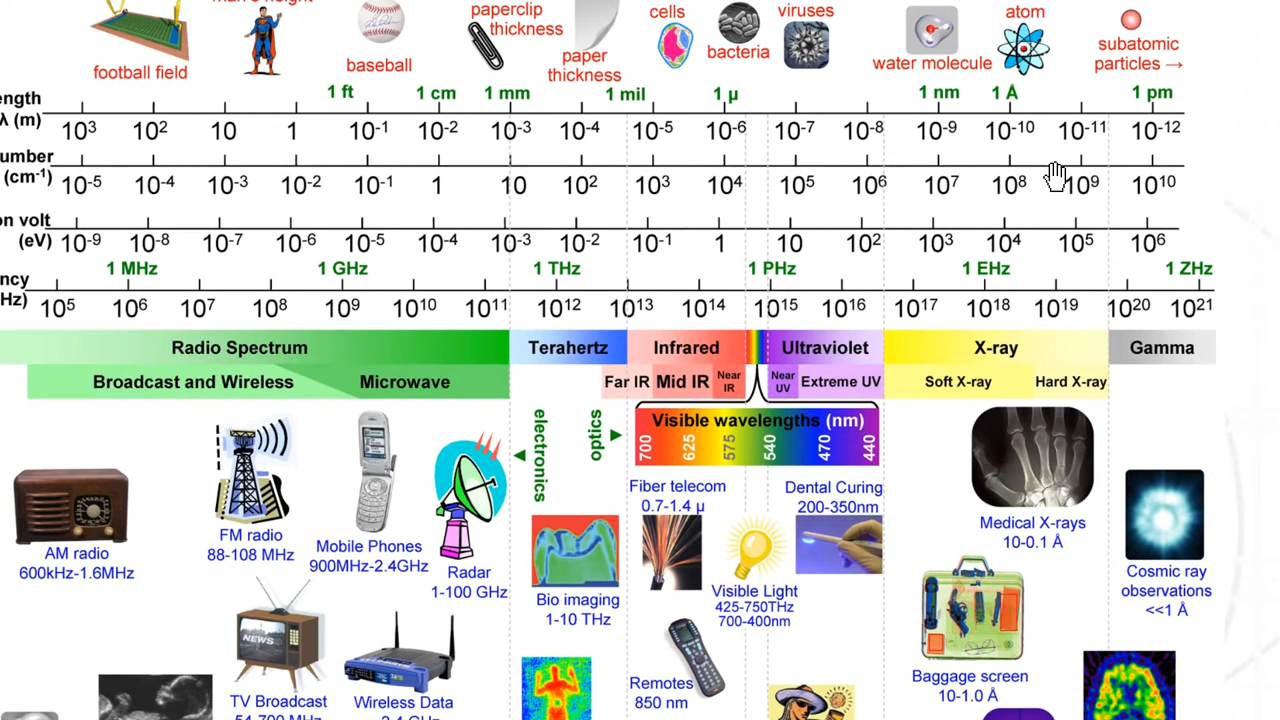 paperclip
thickness
football field
baseball
paper
thickness
cells
bacteria
viruses
water molecule
atom
subatomic
particles →
1 ft 1 cm 1 mm 1 mil 1 µ 1 nm 1 Å 1 pm
ength
λ (m)
10³ 10² 10 1 10⁻¹ 10⁻² 10⁻³ 10⁻⁴ 10⁻⁵ 10⁻⁶ 10⁻⁷ 10⁻⁸ 10⁻⁹ 10⁻¹⁰ 10⁻¹¹ 10⁻¹²
umber
(cm⁻¹)
10⁻⁵ 10⁻⁴ 10⁻³ 10⁻² 10⁻¹ 1 10 10² 10³ 10⁴ 10⁵ 10⁶ 10⁷ 10⁸ 10⁹ 10¹⁰
on volt
(eV)
10⁻⁹ 10⁻⁸ 10⁻⁷ 10⁻⁶ 10⁻⁵ 10⁻⁴ 10⁻³ 10⁻² 10⁻¹ 1 10 10² 10³ 10⁴ 10⁵ 10⁶
1 MHz 1 GHz 1 THz 1 PHz 1 EHz 1 ZHz
ncy
Hz)
10⁵ 10⁶ 10⁷ 10⁸ 10⁹ 10¹⁰ 10¹¹ 10¹² 10¹³ 10¹⁴ 10¹⁵ 10¹⁶ 10¹⁷ 10¹⁸ 10¹⁹ 10²⁰ 10²¹
Radio Spectrum Terahertz Infrared Ultraviolet X-ray Gamma
Broadcast and Wireless Microwave Far IR Mid IR Near IR Near UV Extreme UV Soft X-ray Hard X-ray
electronics
optics
Visible wavelengths (nm)
700 625 575 540 470 440
AM radio
600kHz-1.6MHz
FM radio
88-108 MHz
Mobile Phones
900MHz-2.4GHz
Radar
1-100 GHz
Bio imaging
1-10 THz
Fiber telecom
0.7-1.4 µ
Visible Light
425-750THz
700-400nm
Dental Curing
200-350nm
Medical X-rays
10-0.1 Å
Cosmic ray
observations
<<1 Å
NEWS
TV Broadcast
Wireless Data
Remotes
850 nm
Baggage screen
10-1.0 Å